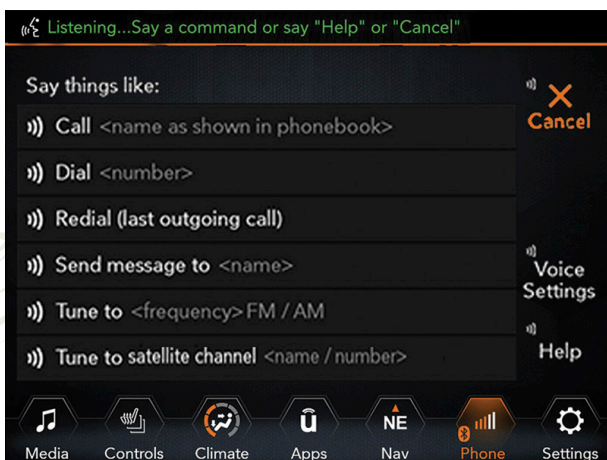 Listening...Say a command or say "Help" or "Cancel"
Say things like:
Call <name as shown in phonebook>
Dial <number>
Redial (last outgoing call)
Send message to <name>
Tune to <frequency> FM / AM
Tune to satellite channel <name / number>
Cancel
Voice
Settings
Help
û
NE
Media
Controls
Climate
Apps
Nav
Phone
Settings